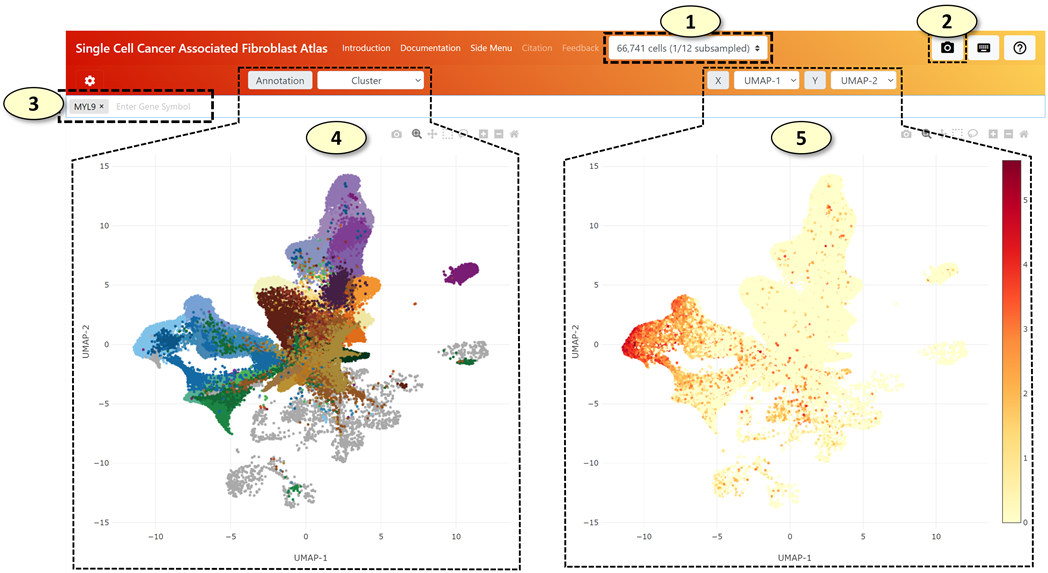 1
2
Single Cell Cancer Associated Fibroblast Atlas
Introduction
Documentation
Side Menu
Citation
Feedback
66,741 cells (1/12 subsampled)
Annotation
Cluster
X
UMAP-1
Y
UMAP-2
3
MYL9 ×
Enter Gene Symbol
4
5
15
10
5
0
−5
−10
−15
UMAP-2
−10
−5
0
5
10
UMAP-1
15
10
5
0
−5
−10
−15
UMAP-2
−10
−5
0
5
10
UMAP-1
5
4
3
2
1
0